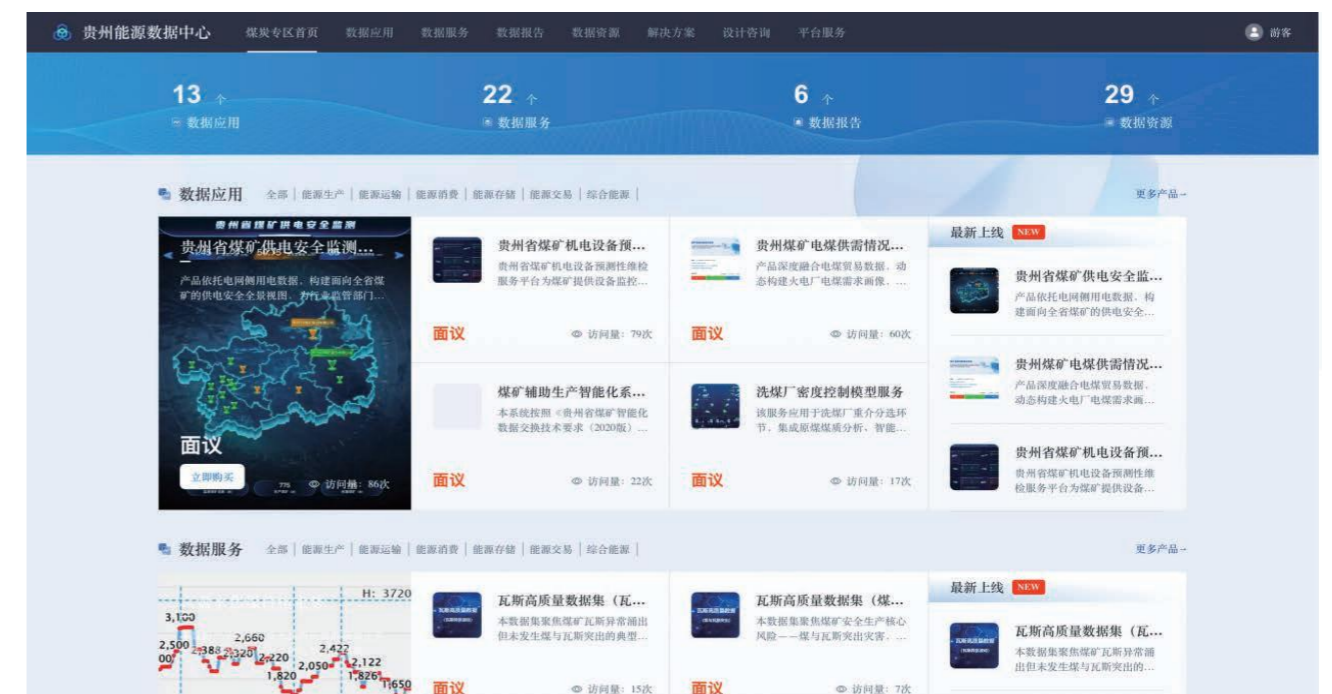 贵州能源数据中心 煤炭专区首页 数据应用 数据服务 数据报告 数据资源 解决方案 设计咨询 平台服务 游客
13 个 22 个 6 个 29 个
数据应用 数据服务 数据报告 数据资源
数据应用 全部 | 能源生产 | 能源运输 | 能源消费 | 能源存储 | 能源交易 | 综合能源 | 更多产品→
贵州省煤矿供电安全监测
贵州省煤矿供电安全监测...
产品依托电网侧用电数据、构建面向全省煤
矿的供电安全全景视图、为行业监管部门...
面议
立即购买
775
访问量：86次
贵州省煤矿机电设备预...
贵州省煤矿机电设备预测性维检
服务平台为煤矿提供设备监控...
面议 访问量：79次
贵州煤矿电煤供需情况...
产品深度融合电煤贸易数据、动
态构建火电厂电煤需求画像、...
面议 访问量：60次
煤矿辅助生产智能化系...
本系统按照《贵州省煤矿智能化
数据交换技术要求（2020版）...
面议 访问量：22次
洗煤厂密度控制模型服务
该服务应用于洗煤厂重介分选环
节、集成原煤煤质分析、智能...
面议 访问量：17次
最新上线 NEW
贵州省煤矿供电安全监...
产品依托电网侧用电数据、构
建面向全省煤矿的供电安全...
贵州煤矿电煤供需情况...
产品深度融合电煤贸易数据、
动态构建火电厂电煤需求画...
贵州省煤矿机电设备预...
贵州省煤矿机电设备预测性维
检服务平台为煤矿提供设备...
数据服务 全部 | 能源生产 | 能源运输 | 能源消费 | 能源存储 | 能源交易 | 综合能源 | 更多产品→
H: 3720
3,100
2,660
2,500 2,388 2,320 2,220 2,050 2,422 2,122
1,820 1,826 1,650
瓦斯高质量数据集（瓦...
本数据集聚焦煤矿瓦斯异常涌出
但未发生煤与瓦斯突出的典型...
面议 访问量：15次
瓦斯高质量数据集（煤...
本数据集聚焦煤矿安全生产核心
风险——煤与瓦斯突出灾害、...
面议 访问量：7次
最新上线 NEW
瓦斯高质量数据集（瓦...
本数据集聚焦煤矿瓦斯异常涌
出但未发生煤与瓦斯突出的...